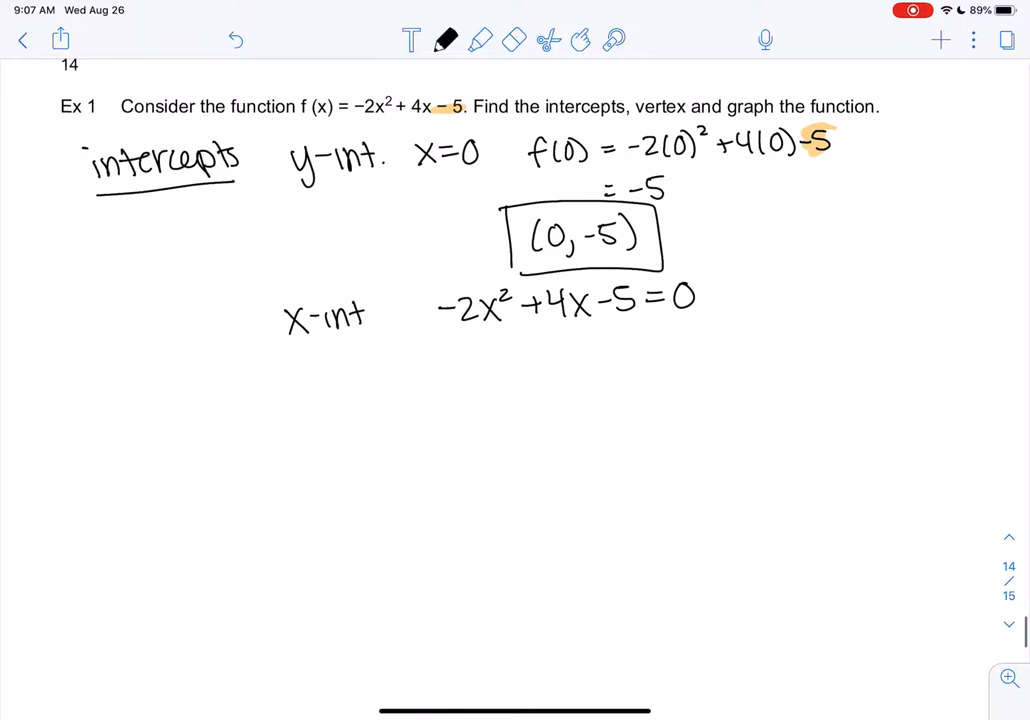 9:07 AM Wed Aug 26 89%
T
14
Ex 1 Consider the function f (x) = −2x² + 4x − 5. Find the intercepts, vertex and graph the function.
intercepts y-int. x=0 f(0) = -2(0)² +4(0)-5
= -5
(0, -5)
x-int -2x² +4x -5 = 0
14
/
15